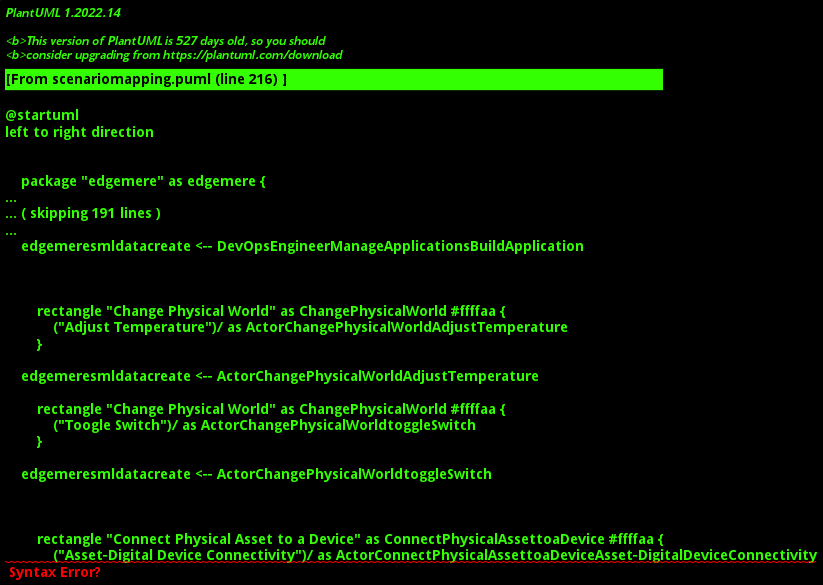 PlantUML 1.2022.14
<b>This version of PlantUML is 527 days old, so you should
<b>consider upgrading from https://plantuml.com/download
[From scenariomapping.puml (line 216) ]
@startuml
left to right direction
package "edgemere" as edgemere {
...
... ( skipping 191 lines )
...
edgemeresmldatacreate <-- DevOpsEngineerManageApplicationsBuildApplication
rectangle "Change Physical World" as ChangePhysicalWorld #ffffaa {
("Adjust Temperature")/ as ActorChangePhysicalWorldAdjustTemperature
}
edgemeresmldatacreate <-- ActorChangePhysicalWorldAdjustTemperature
rectangle "Change Physical World" as ChangePhysicalWorld #ffffaa {
("Toogle Switch")/ as ActorChangePhysicalWorldtoggleSwitch
}
edgemeresmldatacreate <-- ActorChangePhysicalWorldtoggleSwitch
rectangle "Connect Physical Asset to a Device" as ConnectPhysicalAssettoaDevice #ffffaa {
("Asset-Digital Device Connectivity")/ as ActorConnectPhysicalAssettoaDeviceAsset-DigitalDeviceConnectivity
Syntax Error?